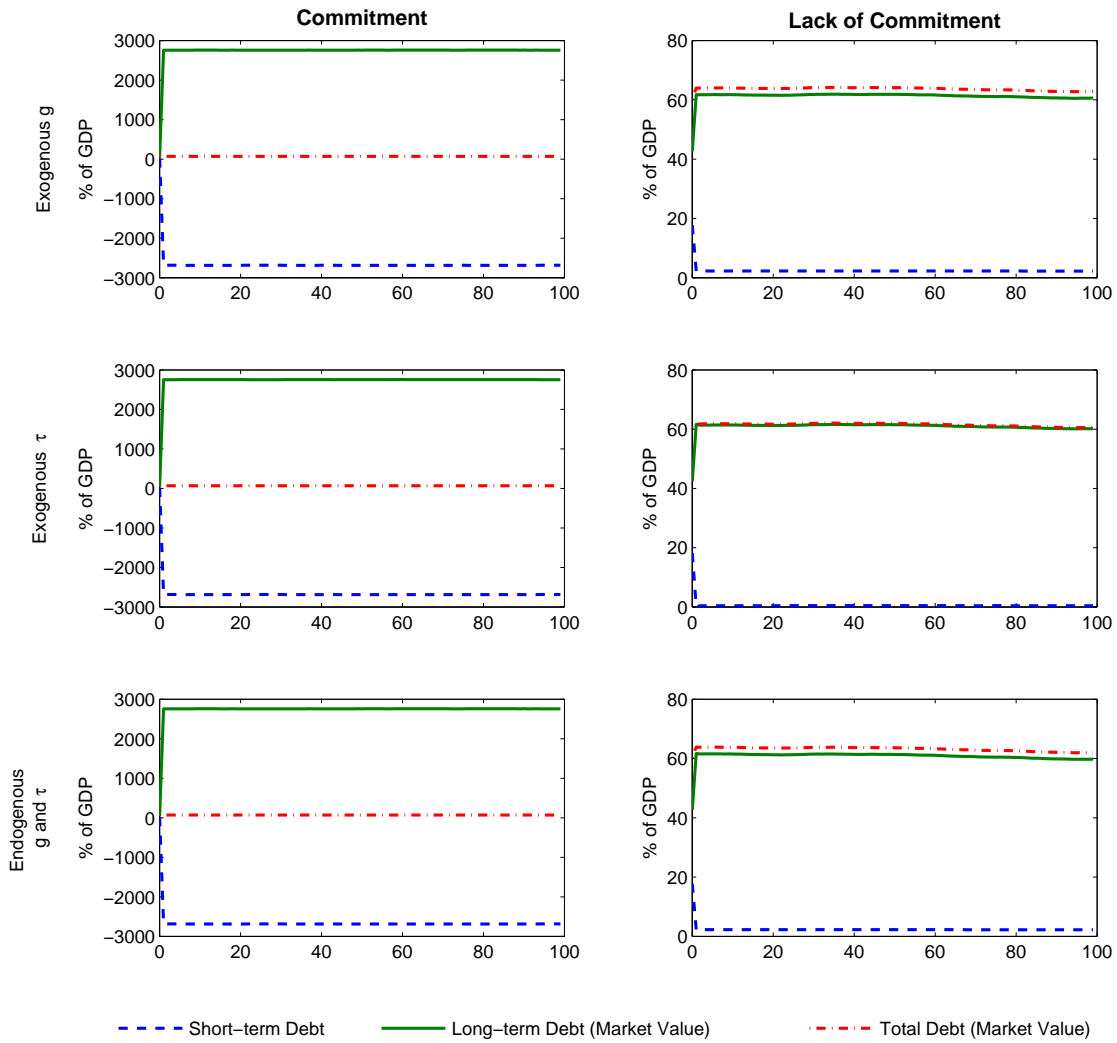 Commitment
Lack of Commitment
Exogenous g
% of GDP
3000
2000
1000
0
−1000
−2000
−3000
0 20 40 60 80 100
% of GDP
80
60
40
20
0
0 20 40 60 80 100
Exogenous τ
% of GDP
3000
2000
1000
0
−1000
−2000
−3000
0 20 40 60 80 100
% of GDP
80
60
40
20
0
0 20 40 60 80 100
Endogenous
g and τ
% of GDP
3000
2000
1000
0
−1000
−2000
−3000
0 20 40 60 80 100
% of GDP
80
60
40
20
0
0 20 40 60 80 100
Short−term Debt
Long−term Debt (Market Value)
Total Debt (Market Value)